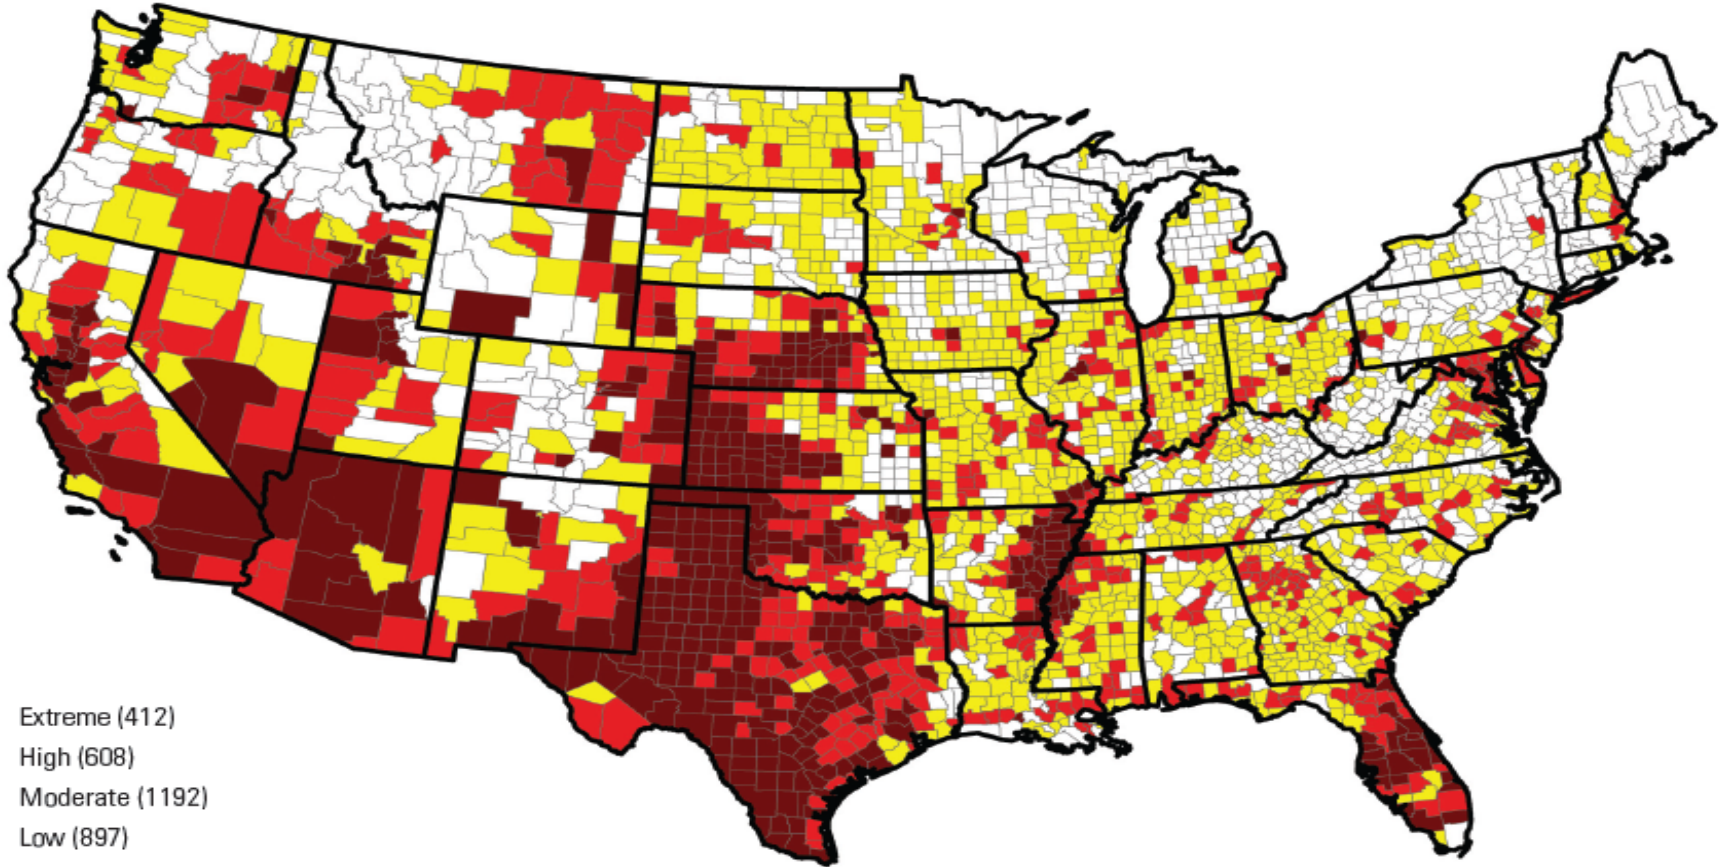 Extreme (412)
High (608)
Moderate (1192)
Low (897)